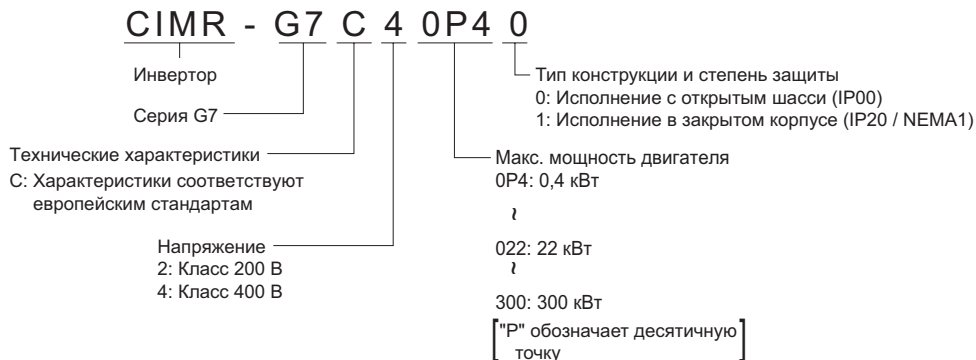 CIMR - G7 C 4 0P4 0
Инвертор
Серия G7
Технические характеристики
C: Характеристики соответствуют
европейским стандартам
Напряжение
2: Класс 200 В
4: Класс 400 В
Тип конструкции и степень защиты
0: Исполнение с открытым шасси (IP00)
1: Исполнение в закрытом корпусе (IP20 / NEMA1)
Макс. мощность двигателя
0P4: 0,4 кВт
~
022: 22 кВт
~
300: 300 кВт
["P" обозначает десятичную
точку]